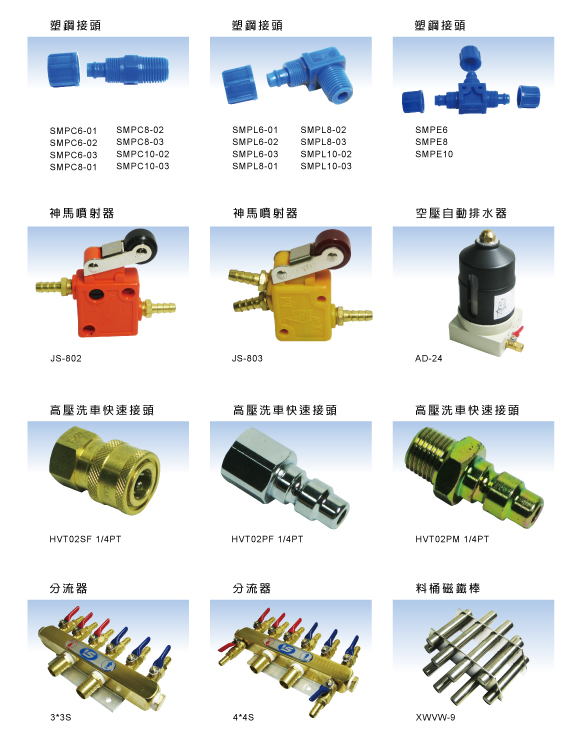 塑鋼接頭
塑鋼接頭
塑鋼接頭
SMPC6-01 SMPC8-02
SMPC6-02 SMPC8-03
SMPC6-03 SMPC10-02
SMPC8-01 SMPC10-03
SMPL6-01 SMPL8-02
SMPL6-02 SMPL8-03
SMPL6-03 SMPL10-02
SMPL8-01 SMPL10-03
SMPE6
SMPE8
SMPE10
神馬噴射器
神馬噴射器
空壓自動排水器
JS-802
JS-803
AD-24
高壓洗車快速接頭
高壓洗車快速接頭
高壓洗車快速接頭
HVT02SF 1/4PT
HVT02PF 1/4PT
HVT02PM 1/4PT
分流器
分流器
料桶磁鐵棒
3*3S
4*4S
XWVW-9